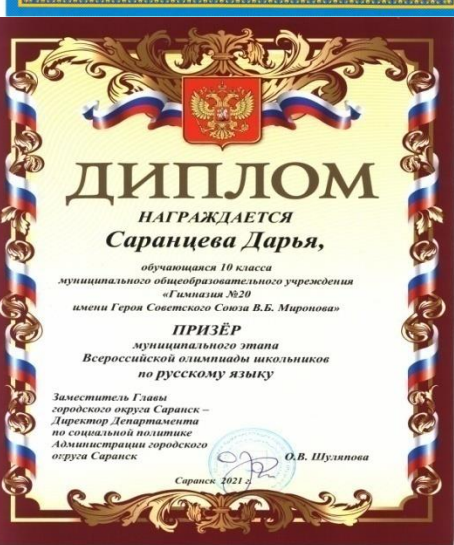 ДИПЛОМ
НАГРАЖДАЕТСЯ
Саранцева Дарья,
обучающаяся 10 класса
муниципального общеобразовательного учреждения
«Гимназия №20
имени Героя Советского Союза В.Б. Миронова»
ПРИЗЁР
муниципального этапа
Всероссийской олимпиады школьников
по русскому языку
Заместитель Главы
городского округа Саранск –
Директор Департамента
по социальной политике
Администрации городского
округа Саранск
О.В. Шуляпова
Саранск 2021 г.